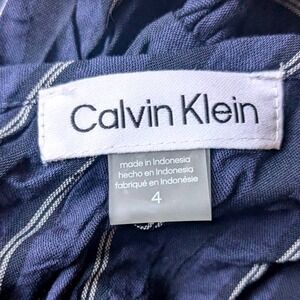 Calvin Klein
made in Indonesia
hecho en Indonesia
fabriqué en Indonésie
4